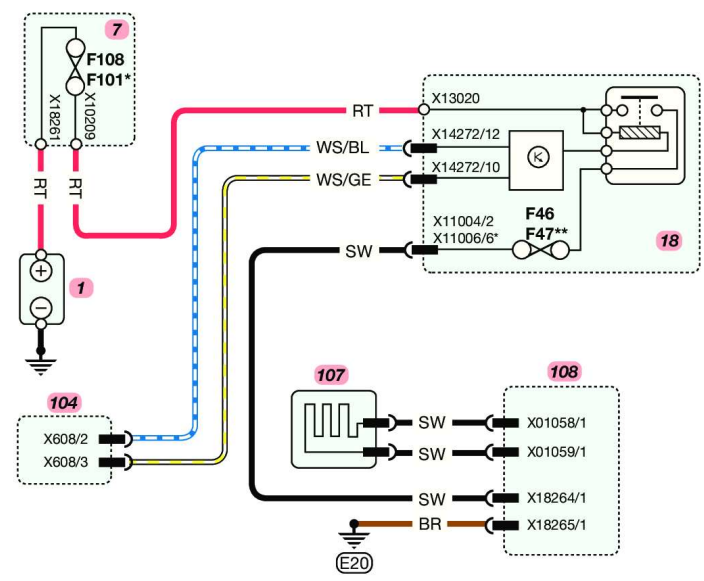 7
F108
F101*
X18261
X10209
RT
RT
RT
WS/BL
WS/GE
SW
X13020
X14272/12
X14272/10
K
X11004/2
X11006/6*
F46
F47**
18
+
−
1
104
X608/2
X608/3
107
108
SW
X01058/1
SW
X01059/1
SW
X18264/1
BR
X18265/1
E20